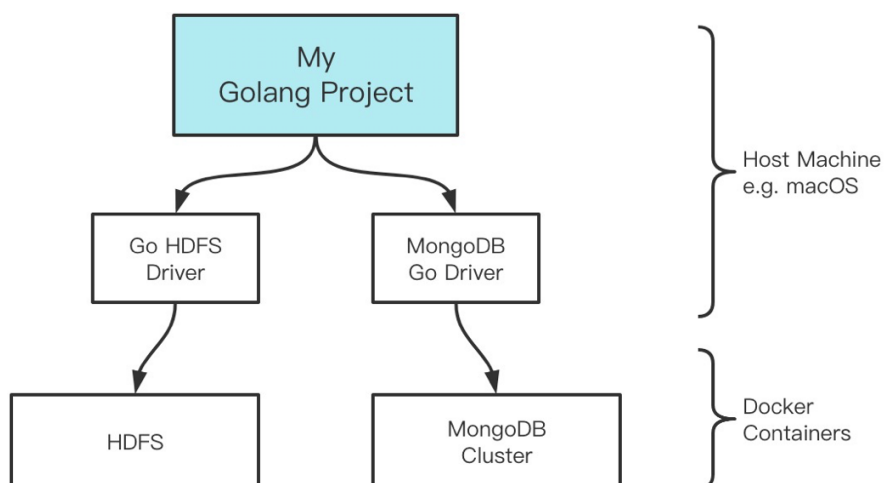 My
Golang Project
Host Machine
e.g. macOS
Go HDFS
Driver
MongoDB
Go Driver
HDFS
MongoDB
Cluster
Docker
Containers